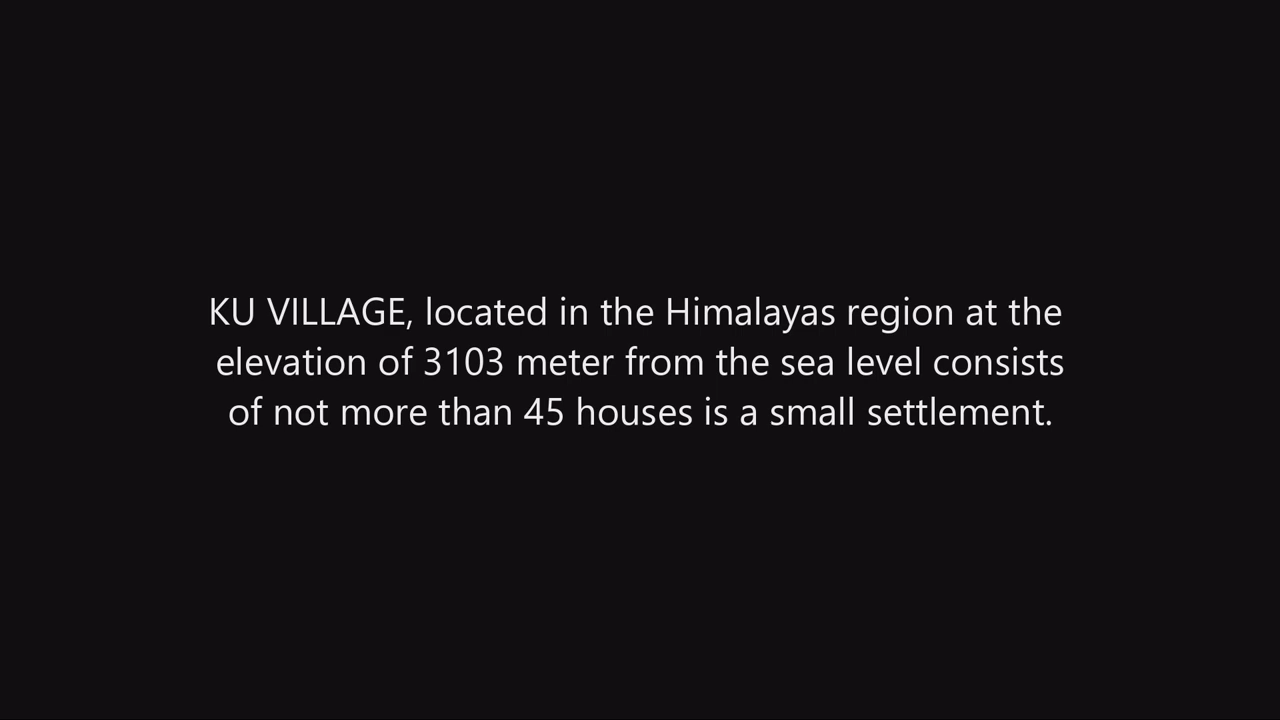 KU VILLAGE, located in the Himalayas region at the
elevation of 3103 meter from the sea level consists
of not more than 45 houses is a small settlement.